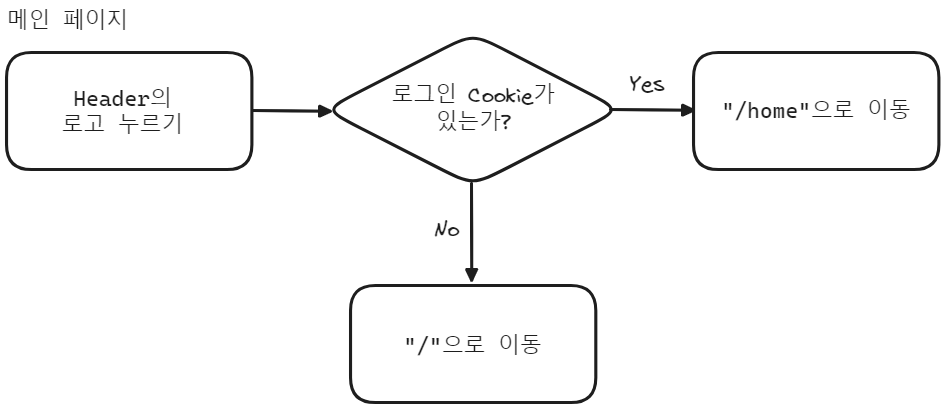 메인 페이지
Header의
로고 누르기
로그인 Cookie가
있는가?
Yes
"/home"으로 이동
No
"/"으로 이동